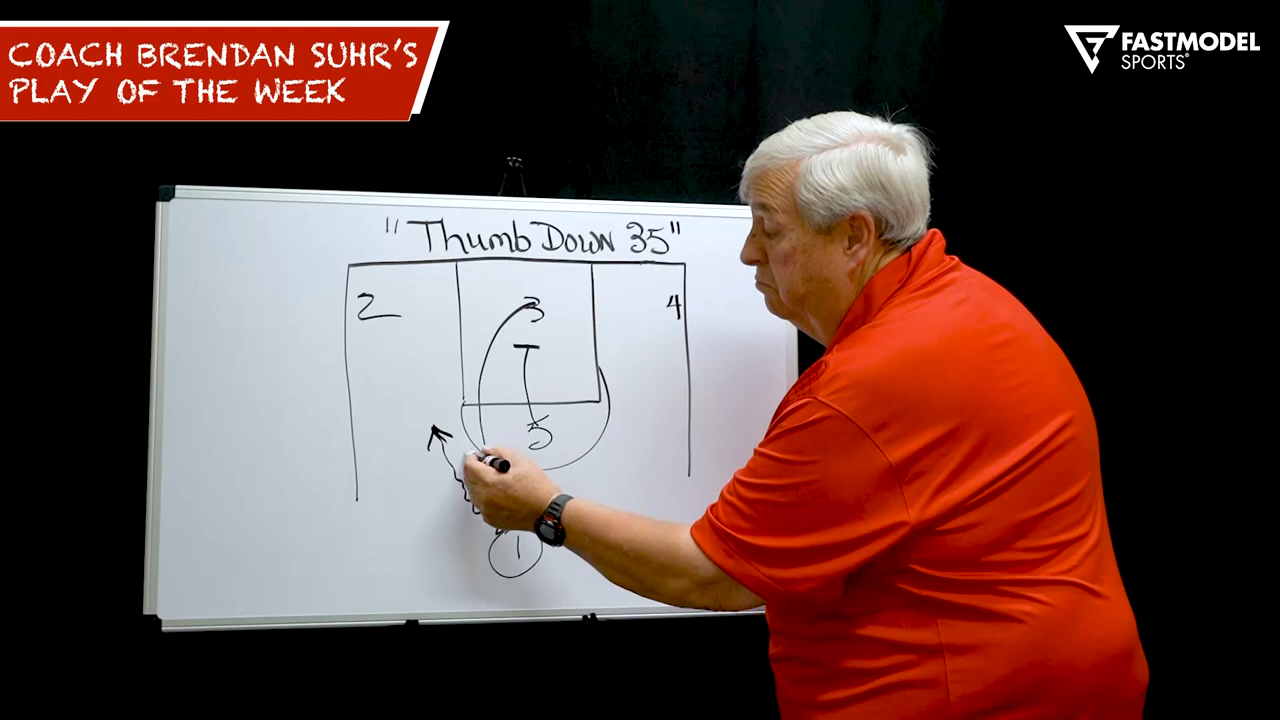 COACH BRENDAN SUHR'S
PLAY OF THE WEEK
FASTMODEL
SPORTS®
"Thumb Down 35"
2
3
4
5
1